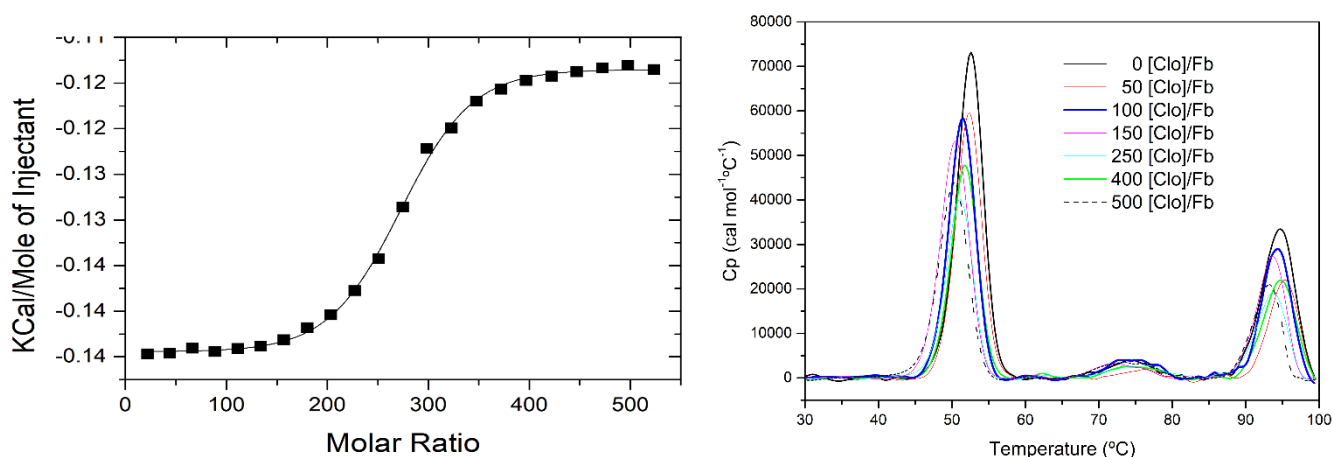 -0.11
-0.12
-0.12
-0.13
-0.13
-0.14
-0.14
-0.14
KCal/Mole of Injectant
0 100 200 300 400 500
Molar Ratio
80000
70000
60000
50000
40000
30000
20000
10000
0
Cp (cal mol⁻¹ºC⁻¹)
0 [Clo]/Fb
50 [Clo]/Fb
100 [Clo]/Fb
150 [Clo]/Fb
250 [Clo]/Fb
400 [Clo]/Fb
500 [Clo]/Fb
30 40 50 60 70 80 90 100
Temperature (ºC)